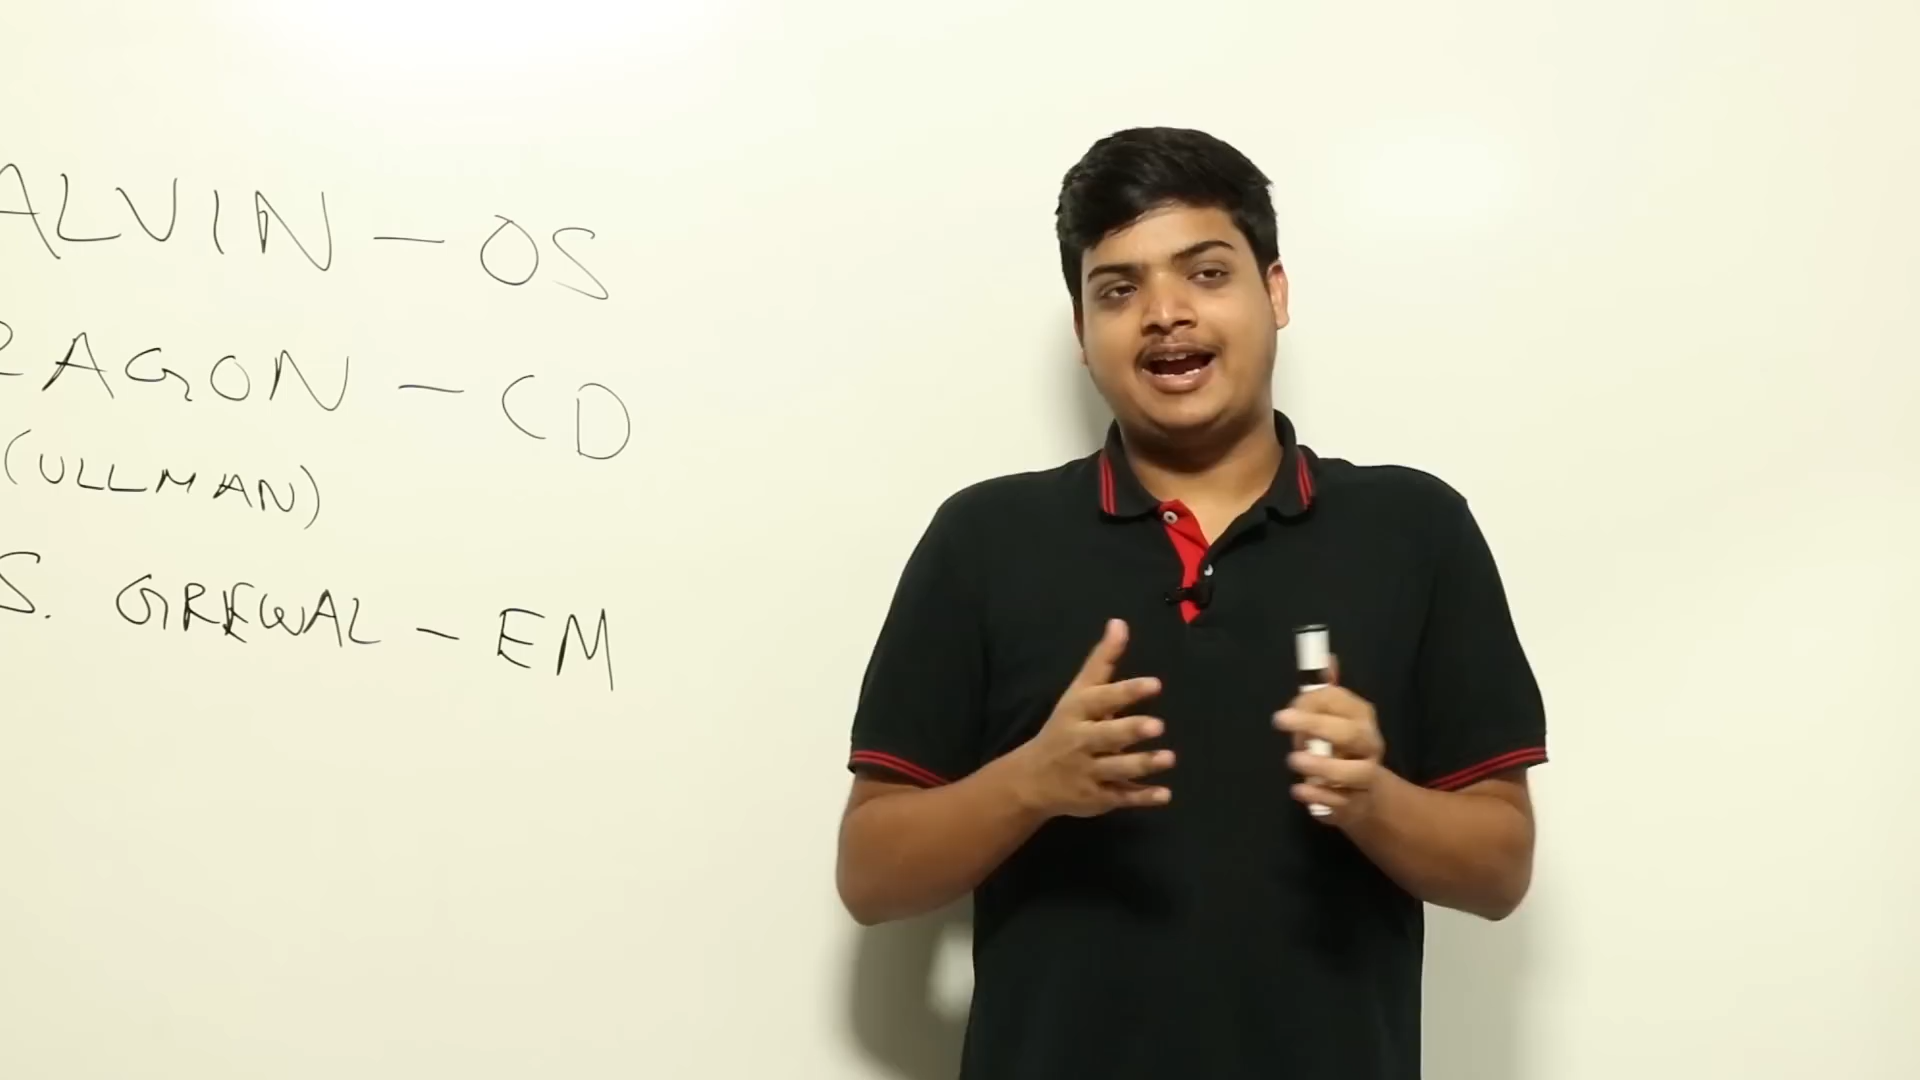 ALVIN - OS
RAGON - CD
(ULLMAN)
S. GREWAL - EM